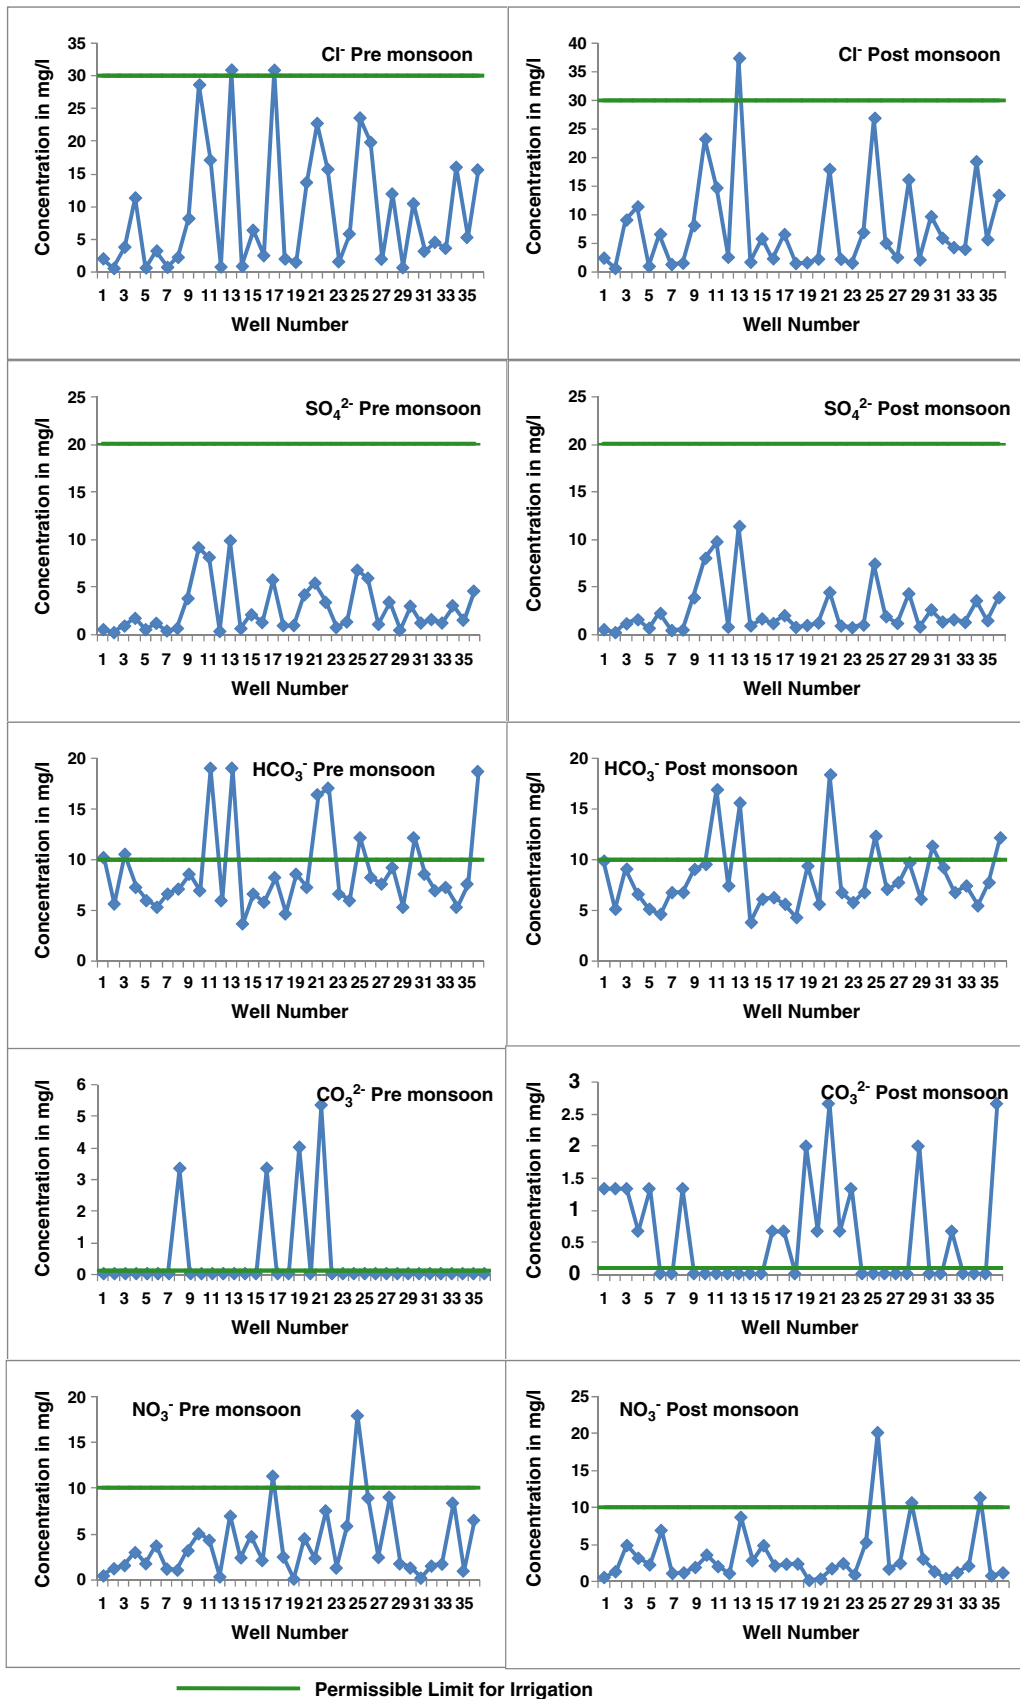 Cl⁻ Pre monsoon
Concentration in mg/l
35
30
25
20
15
10
5
0
1 3 5 7 9 11 13 15 17 19 21 23 25 27 29 31 33 35
Well Number
Cl⁻ Post monsoon
Concentration in mg/l
40
35
30
25
20
15
10
5
0
1 3 5 7 9 11 13 15 17 19 21 23 25 27 29 31 33 35
Well Number
SO₄²⁻ Pre monsoon
Concentration in mg/l
25
20
15
10
5
0
1 3 5 7 9 11 13 15 17 19 21 23 25 27 29 31 33 35
Well Number
SO₄²⁻ Post monsoon
Concentration in mg/l
25
20
15
10
5
0
1 3 5 7 9 11 13 15 17 19 21 23 25 27 29 31 33 35
Well Number
HCO₃⁻ Pre monsoon
Concentration in mg/l
20
15
10
5
0
1 3 5 7 9 11 13 15 17 19 21 23 25 27 29 31 33 35
Well Number
HCO₃⁻ Post monsoon
Concentration mg/l
20
15
10
5
0
1 3 5 7 9 11 13 15 17 19 21 23 25 27 29 31 33 35
Well Number
CO₃²⁻ Pre monsoon
Concentration in mg/l
6
5
4
3
2
1
0
1 3 5 7 9 11 13 15 17 19 21 23 25 27 29 31 33 35
Well Number
CO₃²⁻ Post monsoon
Concentration in mg/l
3
2.5
2
1.5
1
0.5
0
1 3 5 7 9 11 13 15 17 19 21 23 25 27 29 31 33 35
Well Number
NO₃⁻ Pre monsoon
Concentration in mg/l
20
15
10
5
0
1 3 5 7 9 11 13 15 17 19 21 23 25 27 29 31 33 35
Well Number
NO₃⁻ Post monsoon
Concentration in mg/l
25
20
15
10
5
0
1 3 5 7 9 11 13 15 17 19 21 23 25 27 29 31 33 35
Well Number
Permissible Limit for Irrigation